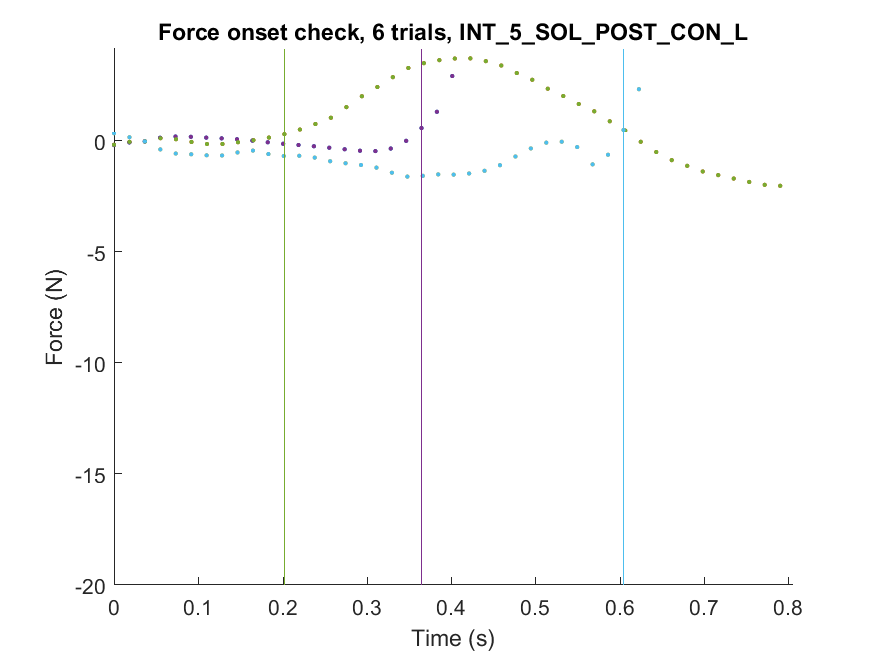 Force onset check, 6 trials, INT_5_SOL_POST_CON_L
0
-5
-10
-15
-20
Force (N)
0 0.1 0.2 0.3 0.4 0.5 0.6 0.7 0.8
Time (s)